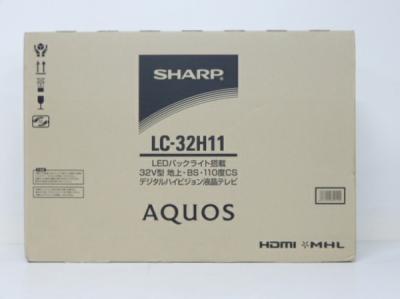 SHARP
LC-32H11
LEDバックライト搭載
32V型 地上・BS・110度CS
デジタルハイビジョン液晶テレビ
AQUOS
HDMI MHL